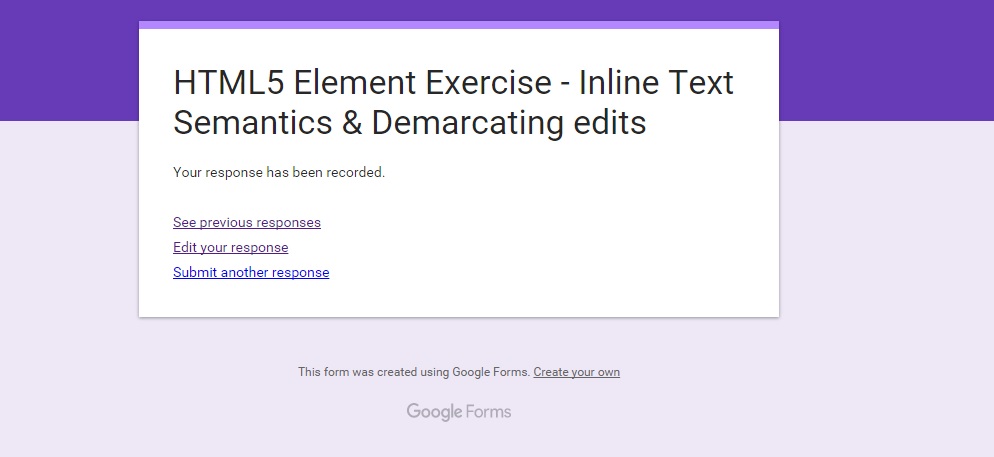 HTML5 Element Exercise - Inline Text
Semantics & Demarcating edits
Your response has been recorded.
See previous responses
Edit your response
Submit another response
This form was created using Google Forms. Create your own
Google Forms